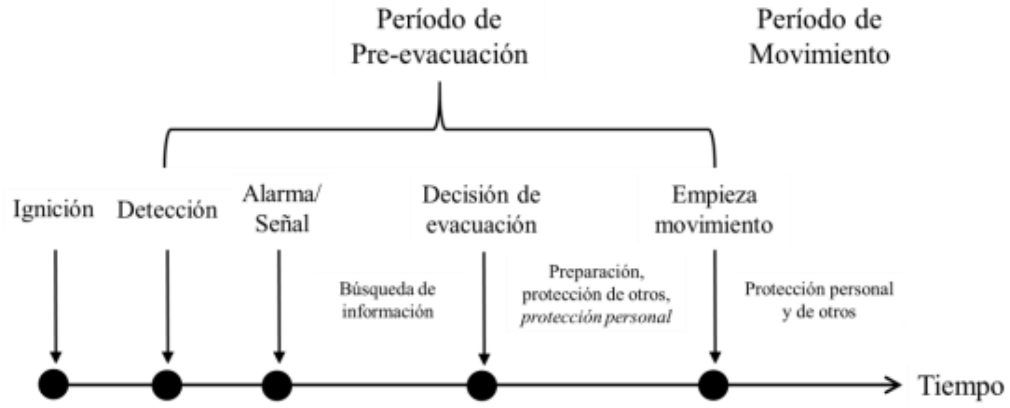 Período de
Pre-evacuación
Período de
Movimiento
Ignición
Detección
Alarma/
Señal
Decisión de
evacuación
Empieza
movimiento
Búsqueda de
información
Preparación,
protección de otros,
protección personal
Protección personal
y de otros
Tiempo